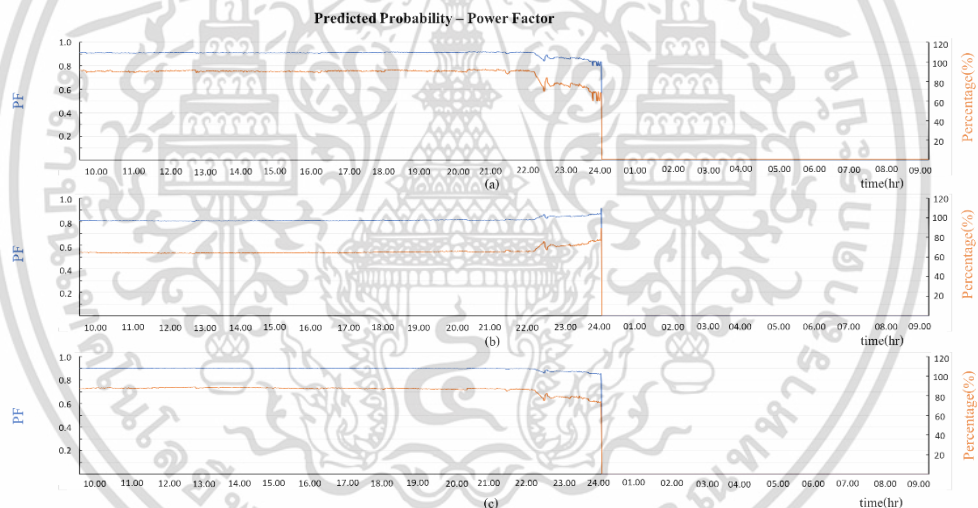 Predicted Probability – Power Factor
1.0 0.8 0.6 0.4 0.2
PF
120 100 80 60 40 20
Percentage(%)
10.00 11.00 12.00 13.00 14.00 15.00 16.00 17.00 18.00 19.00 20.00 21.00 22.00 23.00 24.00 01.00 02.00 03.00 04.00 05.00 06.00 07.00 08.00 09.00
(a)
time(hr)
1.0 0.8 0.6 0.4 0.2
PF
120 100 80 60 40 20
Percentage(%)
10.00 11.00 12.00 13.00 14.00 15.00 16.00 17.00 18.00 19.00 20.00 21.00 22.00 23.00 24.00 01.00 02.00 03.00 04.00 05.00 06.00 07.00 08.00 09.00
(b)
time(hr)
1.0 0.8 0.6 0.4 0.2
PF
120 100 80 60 40 20
Percentage(%)
10.00 11.00 12.00 13.00 14.00 15.00 16.00 17.00 18.00 19.00 20.00 21.00 22.00 23.00 24.00 01.00 02.00 03.00 04.00 05.00 06.00 07.00 08.00 09.00
(c)
time(hr)